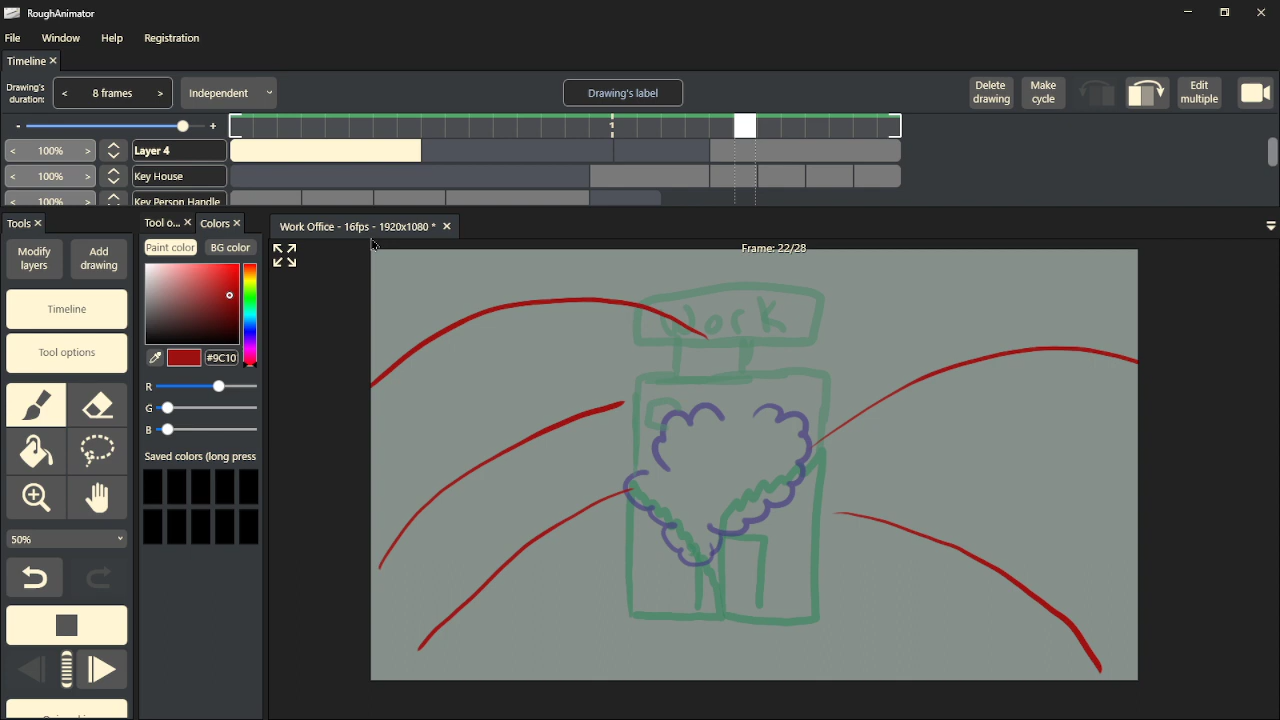 RoughAnimator
File Window Help Registration
Timeline
Drawing's duration: < 8 frames > Independent Drawing's label Delete drawing Make cycle Edit multiple
- +
1
< 100% > Layer 4
< 100% > Key House
< 100% > Key Person Handle
Tools Tool o... Colors Work Office - 16fps - 1920x1080 *
Modify layers Add drawing Paint color BG color Frame: 22/28
Timeline
Work
Tool options
#9C10
R
G
B
Saved colors (long press
50%